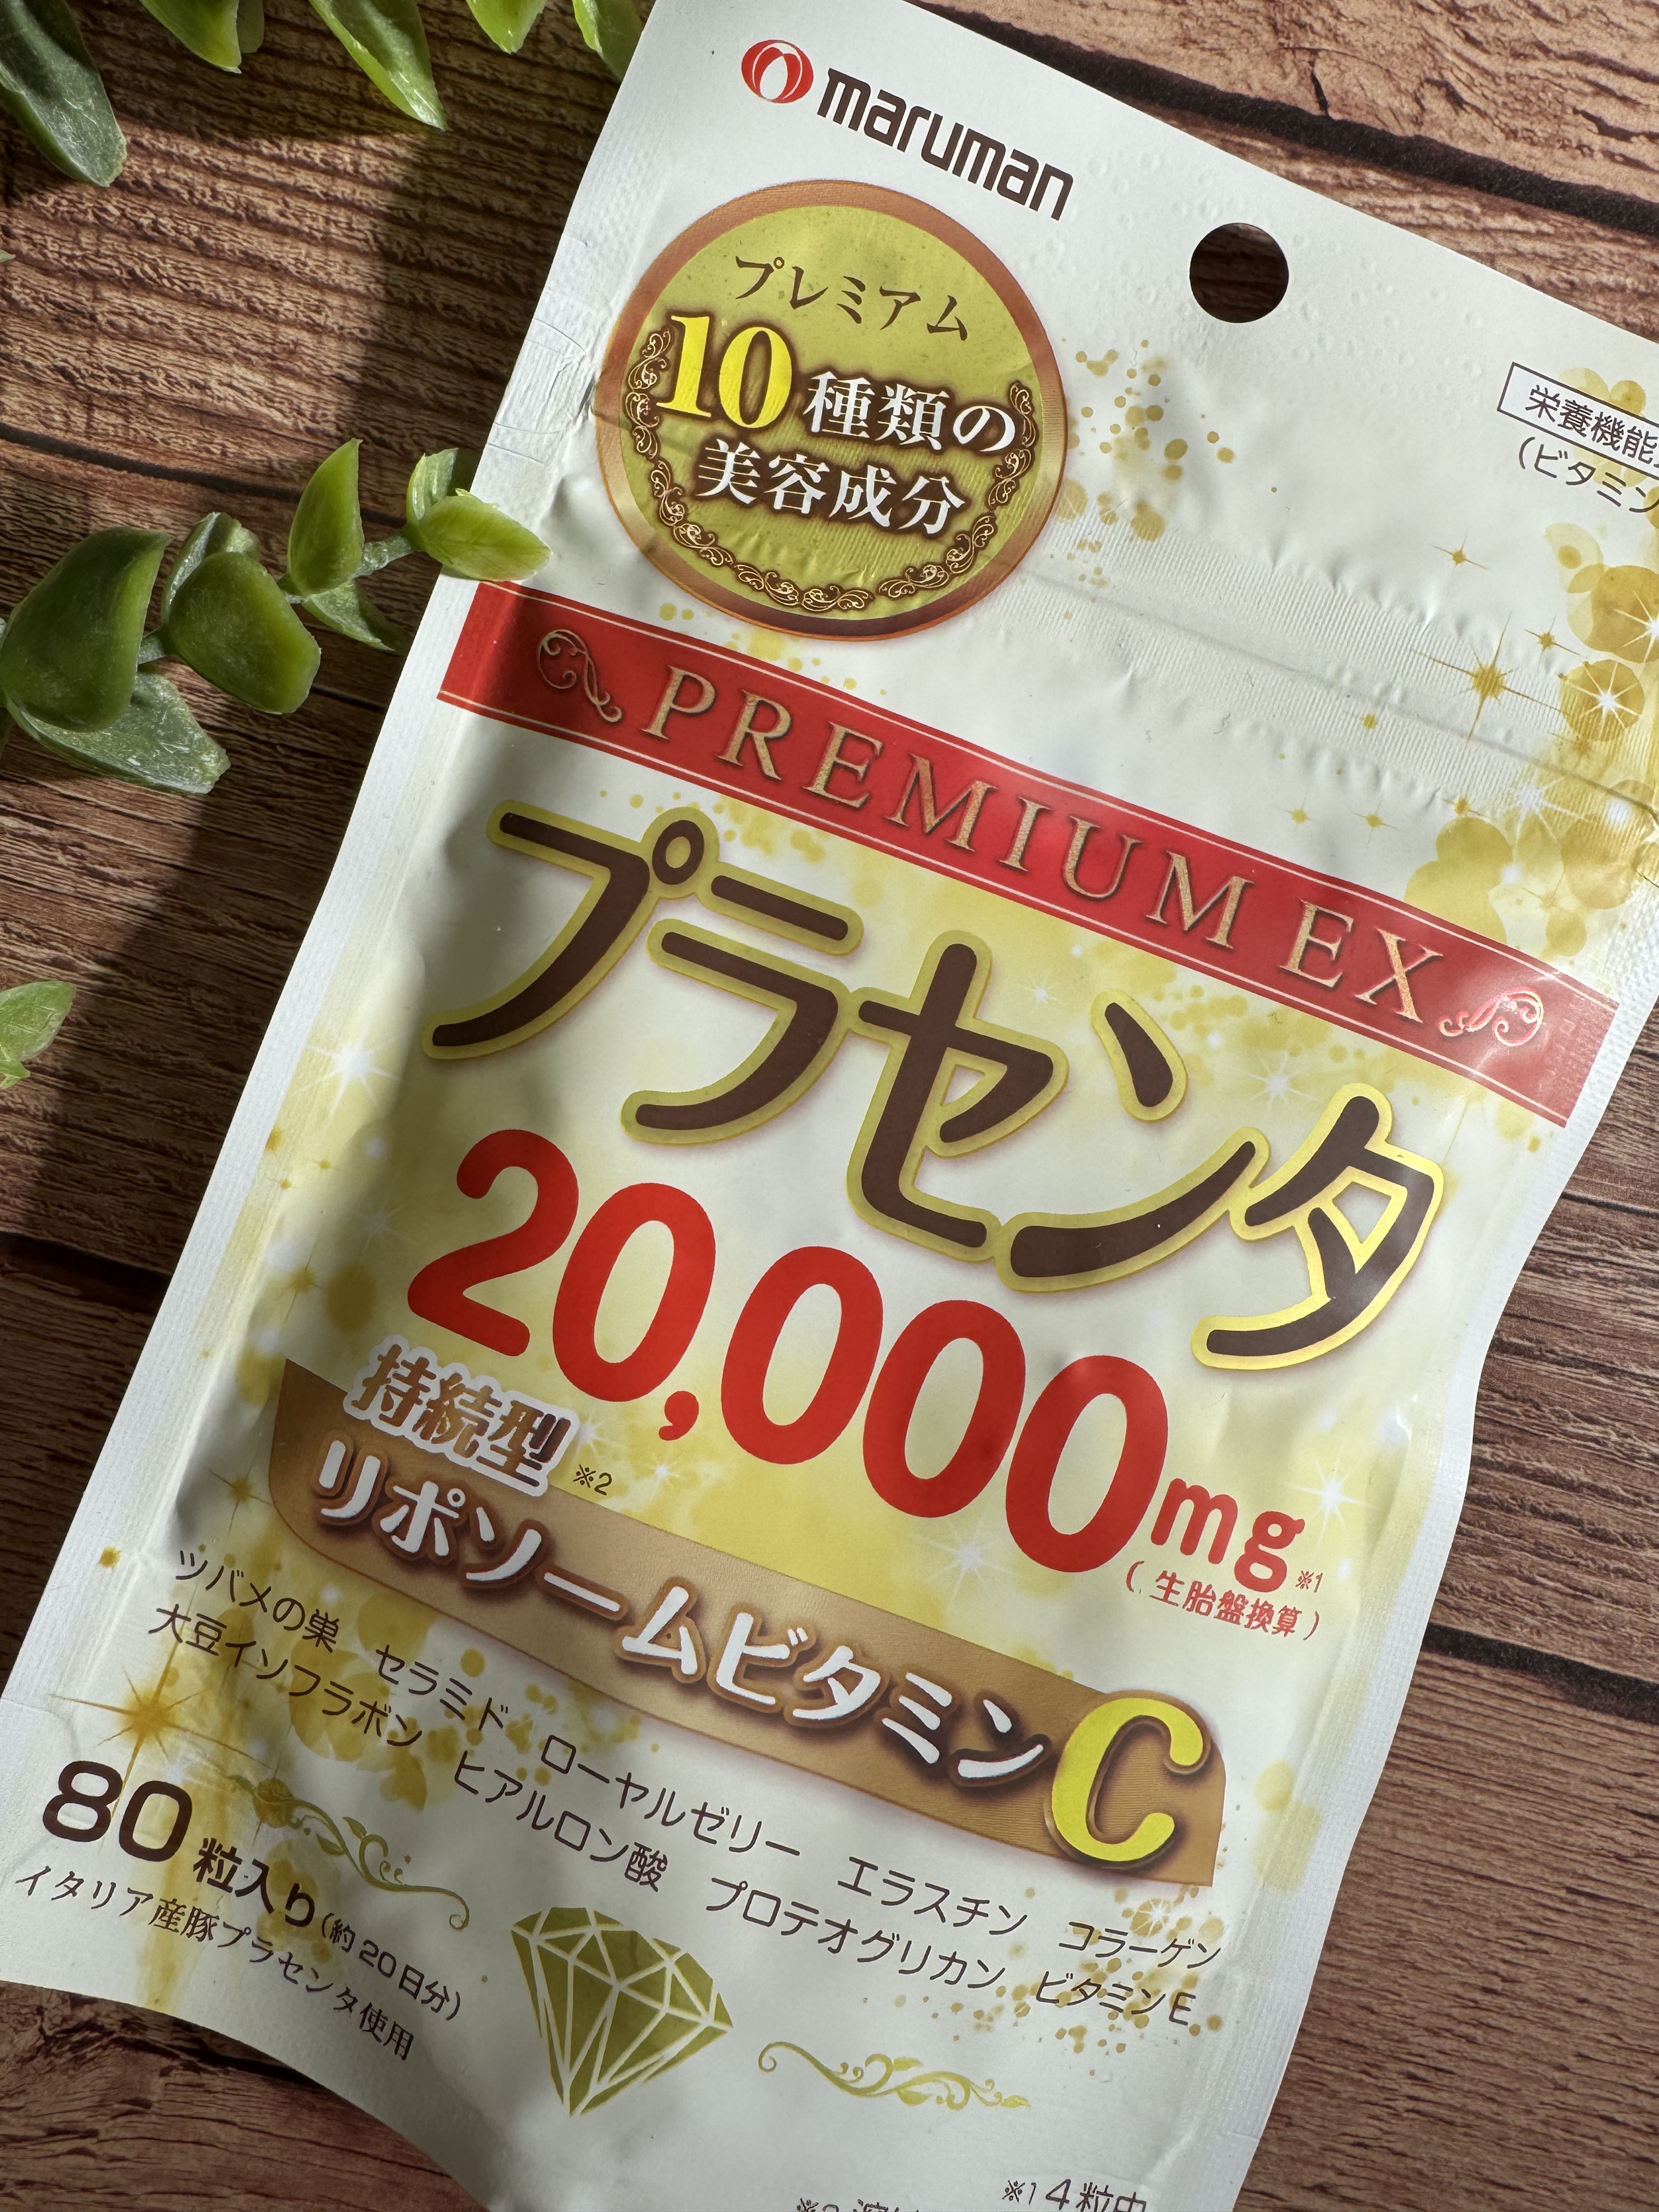 maruman
プレミアム
10種類の
美容成分
栄養機能
(ビタミン
PREMIUM EX
プラセンタ
20,000mg※1
(生胎盤換算)
持続型※2
リポソームビタミンC
ツバメの巣 セラミド ローヤルゼリー エラスチン コラーゲン
大豆イソフラボン ヒアルロン酸 プロテオグリカン ビタミンE
80粒入り(約20日分)
イタリア産豚プラセンタ使用
※1 4粒中